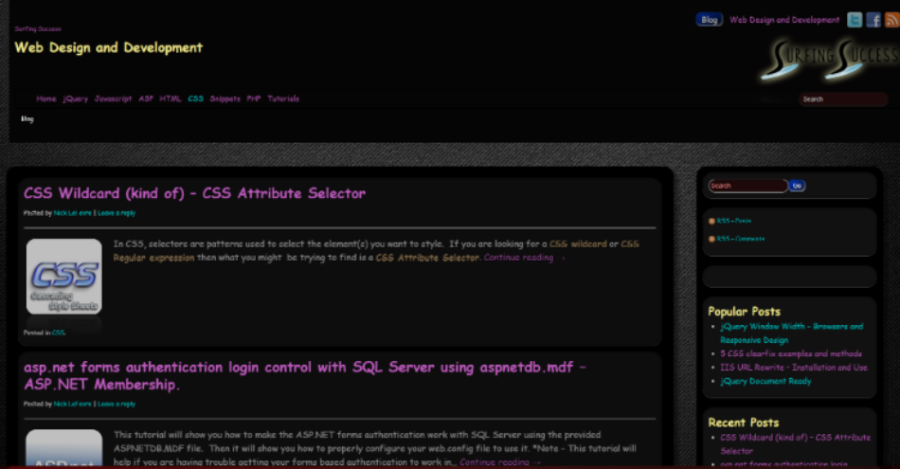 Surfing Success
Blog Web Design and Development
Web Design and Development
SURFING SUCCESS
Home jQuery Javascript ASP HTML CSS Snippets PHP Tutorials
Search
Blog
CSS Wildcard (kind of) – CSS Attribute Selector
Posted by Nick LaFavre | Leave a reply
In CSS, selectors are patterns used to select the element(s) you want to style. If you are looking for a CSS wildcard or CSS
Regular expression then what you might be trying to find is a CSS Attribute Selector. Continue reading →
CSS
Cascading
Style Sheets
Posted in CSS
asp.net forms authentication login control with SQL Server using aspnetdb.mdf –
ASP.NET Membership.
Posted by Nick LaFavre | Leave a reply
This tutorial will show you how to make the ASP.NET forms authentication work with SQL Server using the provided
ASPNETDB.MDF file. Then it will show you how to properly configure your web.config file to use it. *Note – This tutorial will
help if you are having trouble getting your forms based authentication to work in… Continue reading →
ASP.net
Search Go
RSS - Posts
RSS - Comments
Popular Posts
jQuery Window Width - Browsers and
Responsive Design
5 CSS clearfix examples and methods
IIS URL Rewrite - Installation and Use
jQuery Document Ready
Recent Posts
CSS Wildcard (kind of) – CSS Attribute
Selector
asp.net forms authentication login